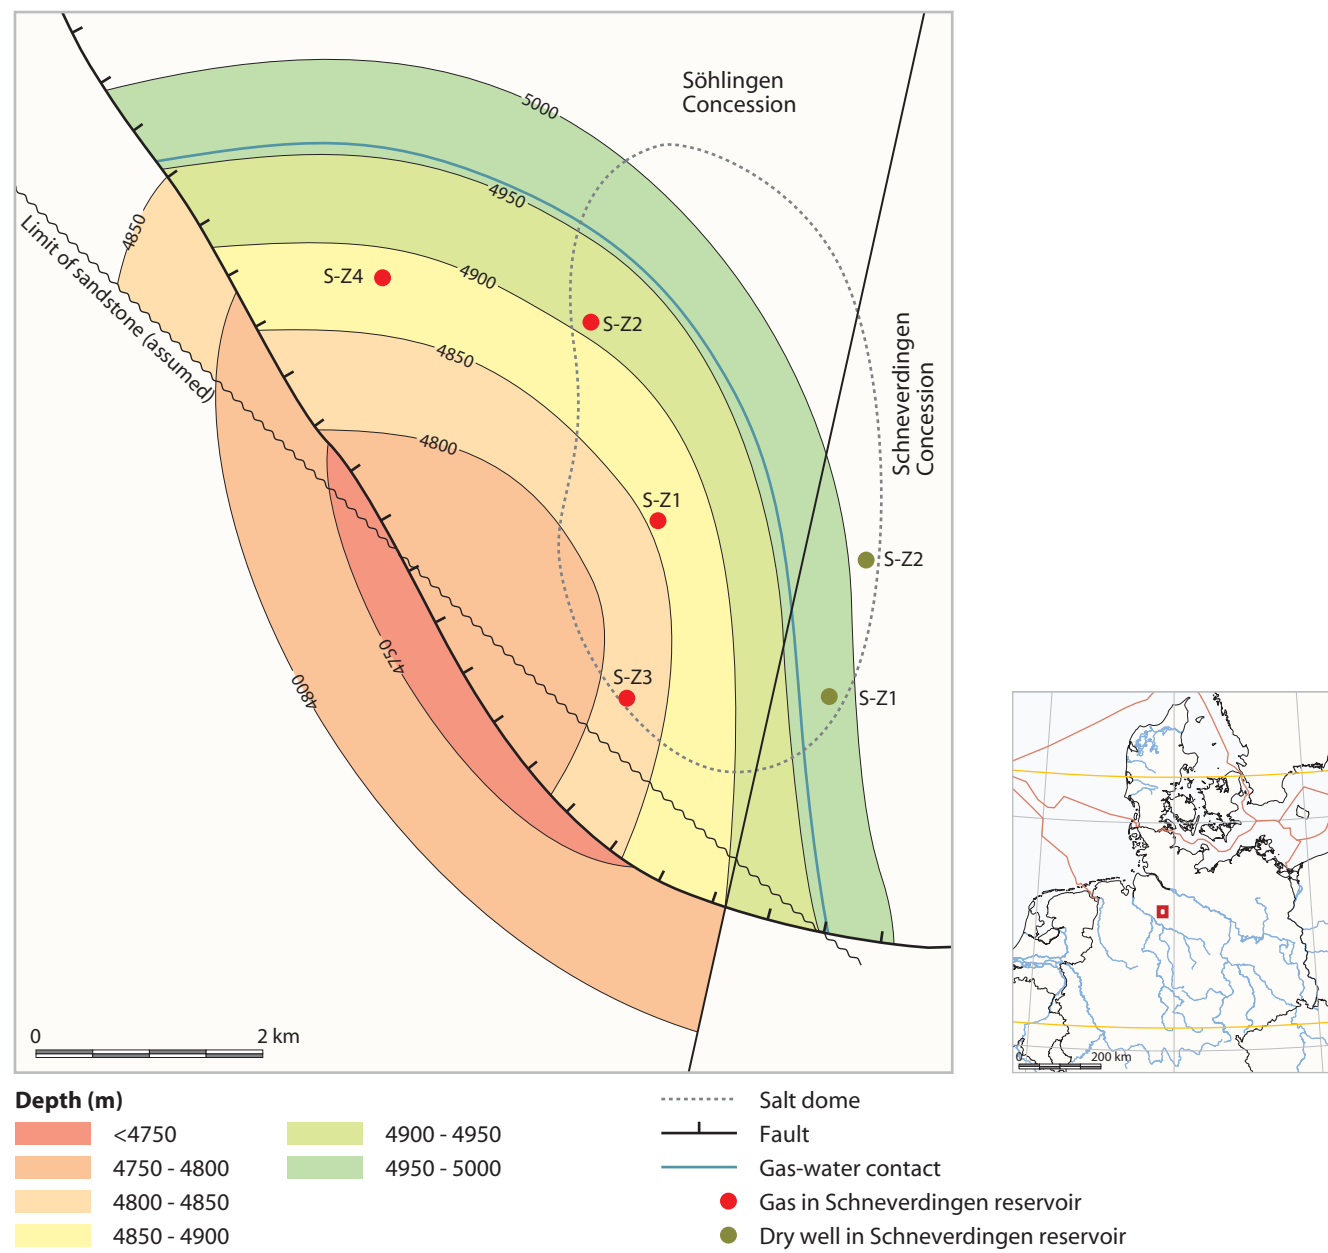 Söhlingen
Concession
5000
4950
4850
Limit of sandstone (assumed)
S-Z4
4900
S-Z2
Schneverdingen
Concession
4850
4800
S-Z1
S-Z2
4750
S-Z3
S-Z1
4800
0 2 km
0 200 km
Depth (m)
<4750
4750 - 4800
4800 - 4850
4850 - 4900
4900 - 4950
4950 - 5000
Salt dome
Fault
Gas-water contact
Gas in Schneverdingen reservoir
Dry well in Schneverdingen reservoir